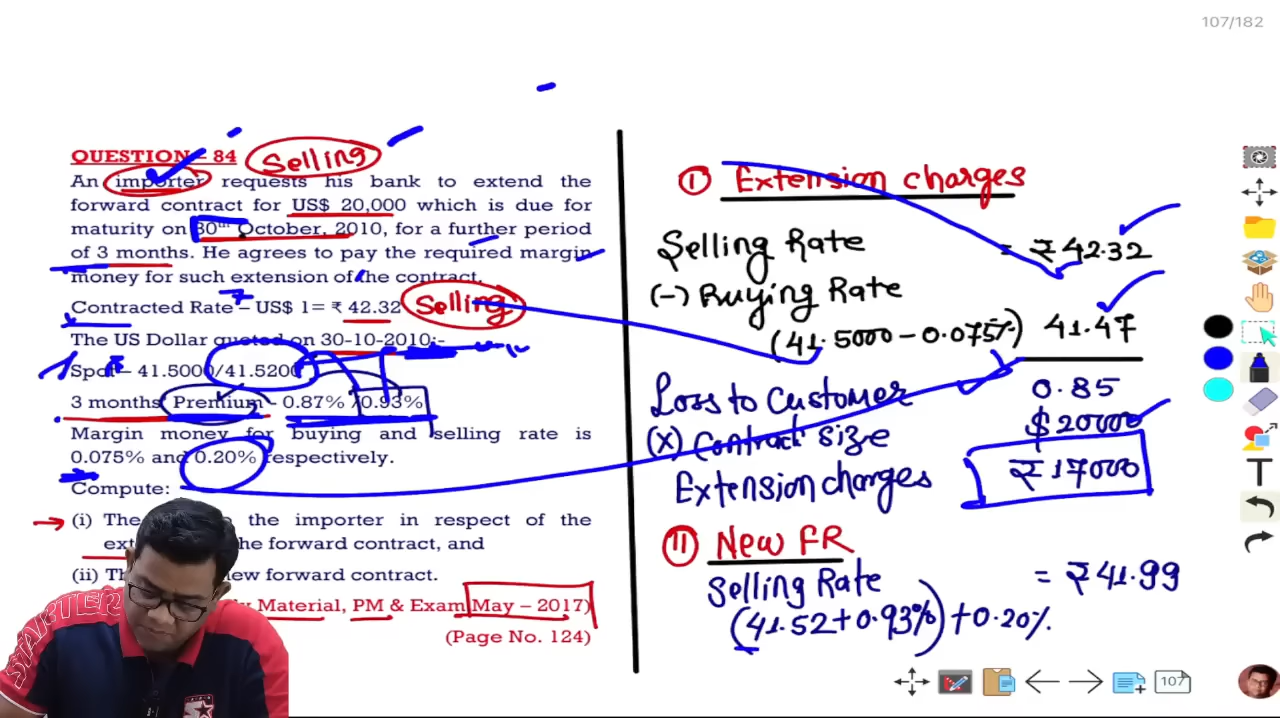 107/182
QUESTION – 84
Selling
An importer requests his bank to extend the
forward contract for US$ 20,000 which is due for
maturity on 30th October, 2010, for a further period
of 3 months. He agrees to pay the required margin
money for such extension of the contract.
Contracted Rate – US$ 1= ₹ 42.32
Selling
The US Dollar quoted on 30-10-2010:-
Spot – 41.5000/41.5200
3 months Premium - 0.87% /0.93%
Margin money for buying and selling rate is
0.075% and 0.20% respectively.
Compute:
(i) The the importer in respect of the
he forward contract, and
(ii) new forward contract.
Material, PM & Exam May – 2017)
(Page No. 124)
STARTER
① Extension charges
Selling Rate = ₹42.32
(-) Buying Rate
(41.5000 – 0.075%) 41.47
Loss to Customer 0.85
(x) Contract size $20000
Extension charges ₹17000
② New FR
Selling Rate = ₹41.99
(41.52+0.93%)+0.20%
T
107